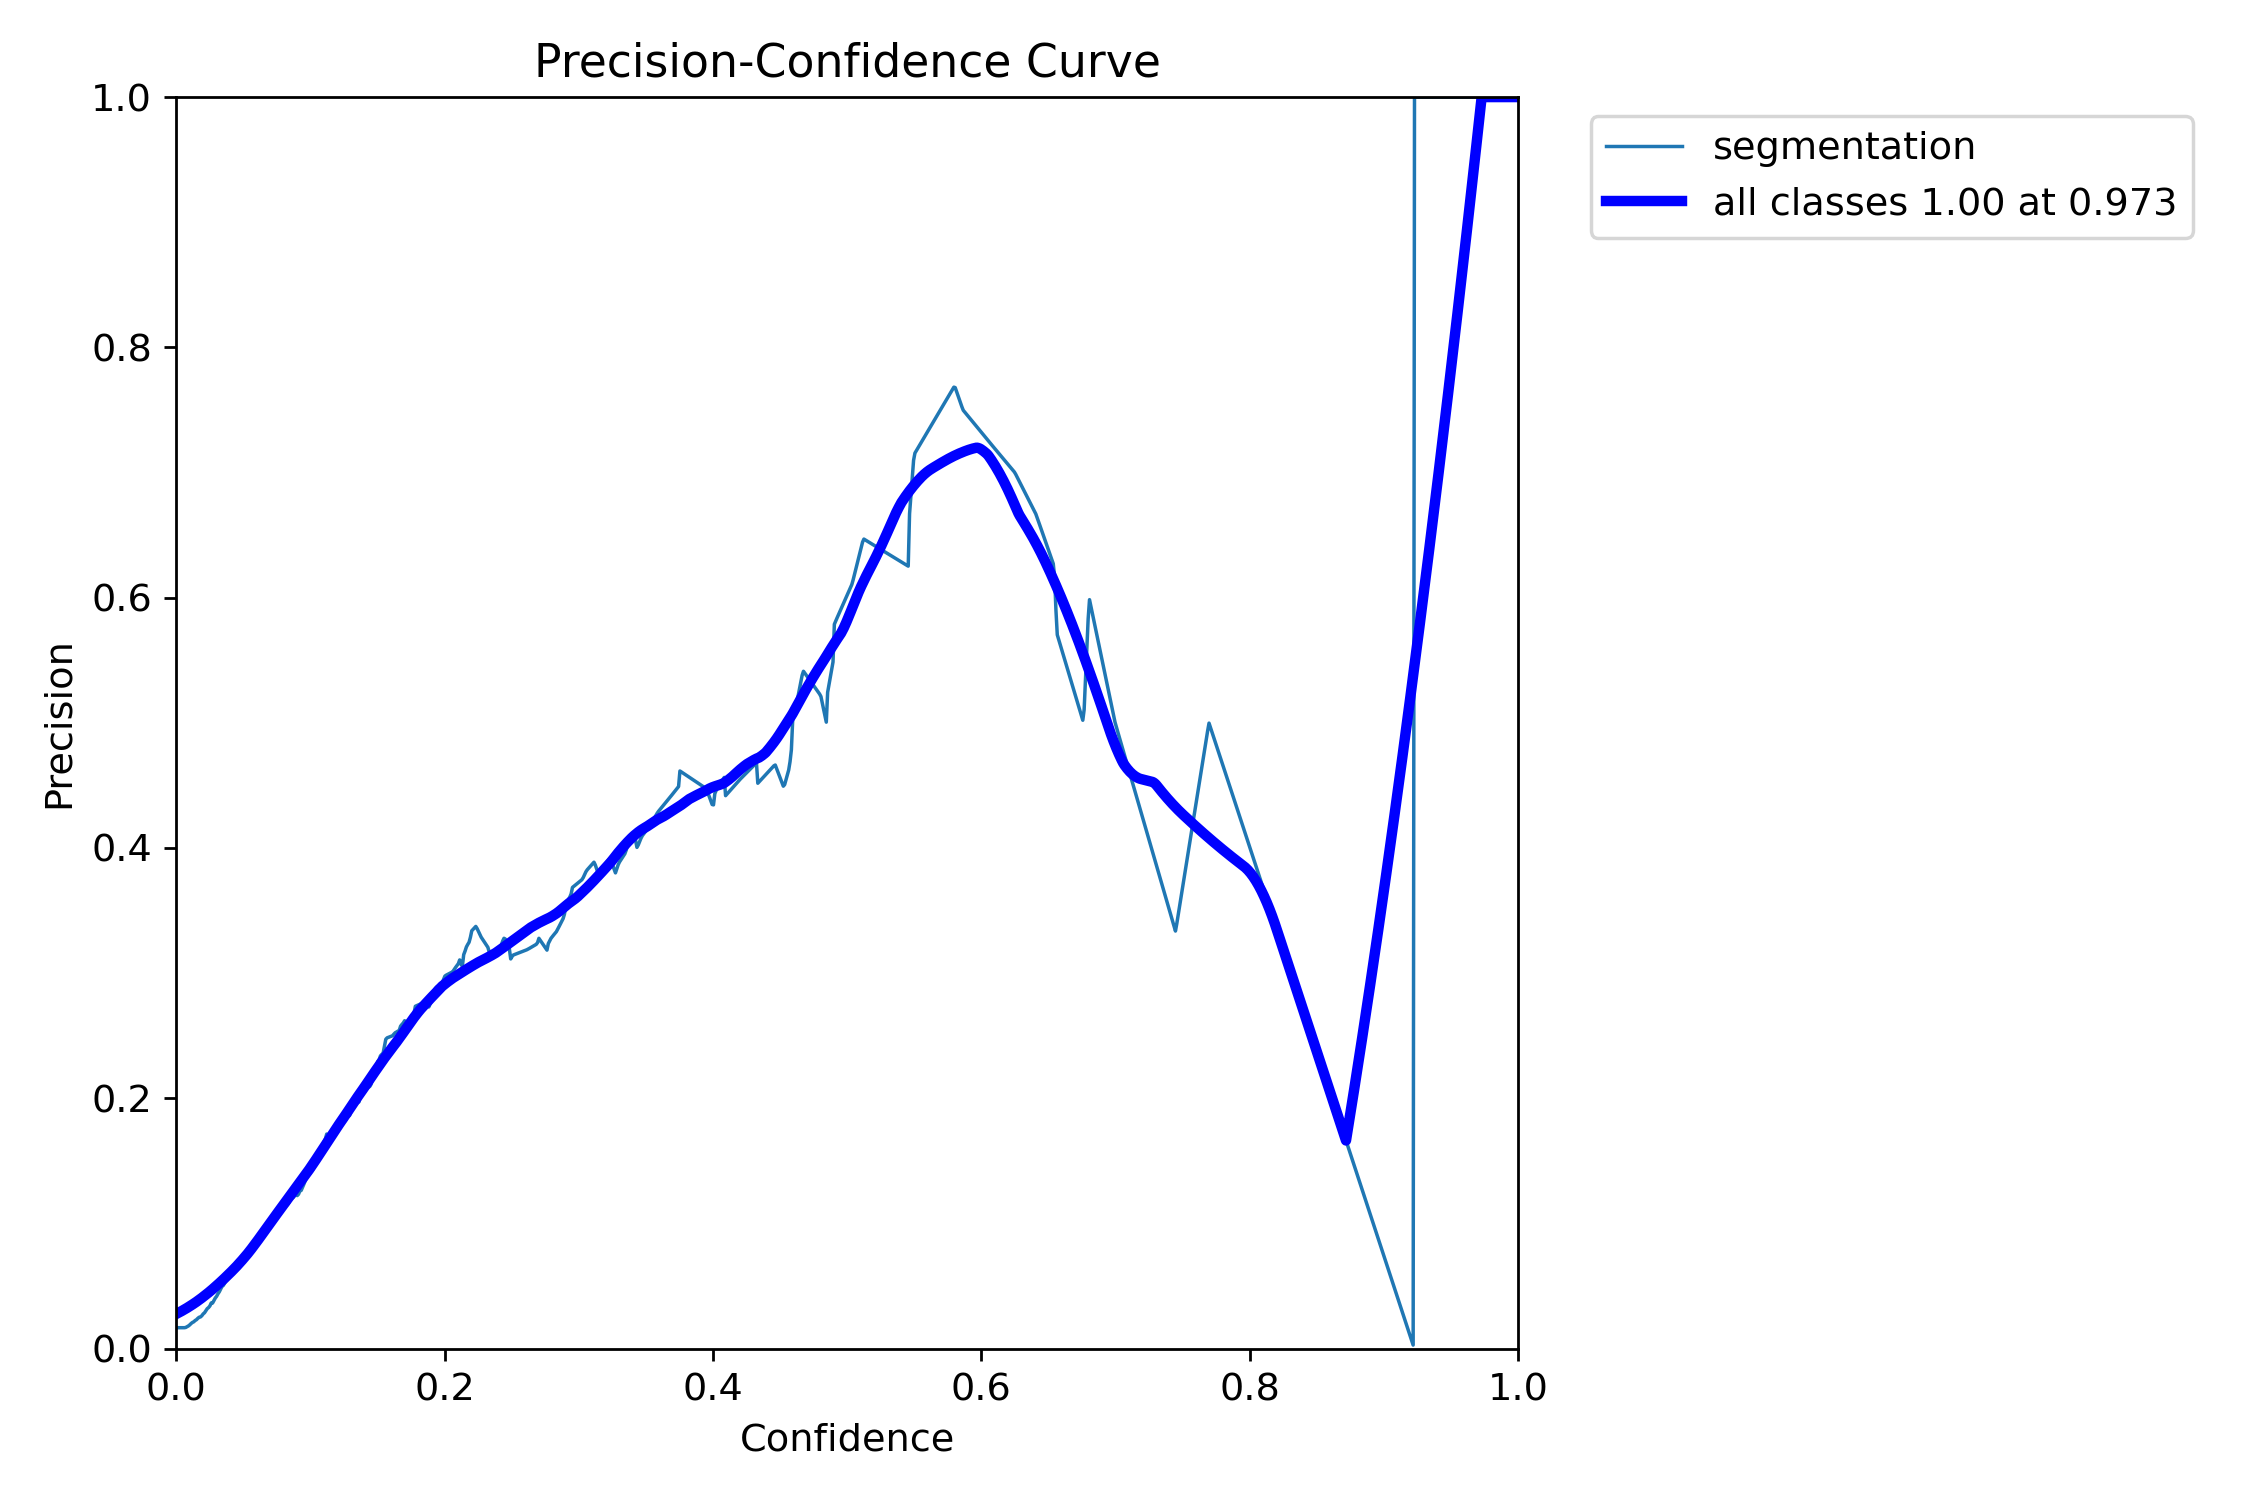 Precision-Confidence Curve
segmentation
all classes 1.00 at 0.973
Precision
1.0
0.8
0.6
0.4
0.2
0.0
0.0 0.2 0.4 0.6 0.8 1.0
Confidence